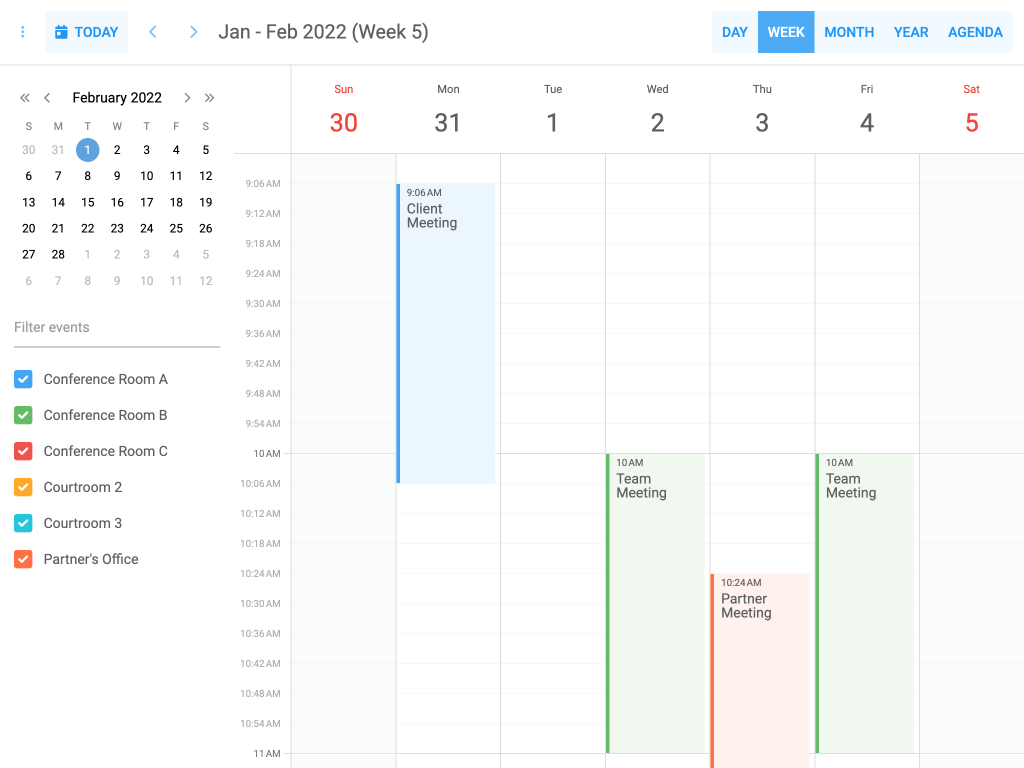 TODAY
Jan - Feb 2022 (Week 5)
DAY WEEK MONTH YEAR AGENDA
February 2022
S M T W T F S
30 31 1 2 3 4 5
6 7 8 9 10 11 12
13 14 15 16 17 18 19
20 21 22 23 24 25 26
27 28 1 2 3 4 5
6 7 8 9 10 11 12
Filter events
Conference Room A
Conference Room B
Conference Room C
Courtroom 2
Courtroom 3
Partner's Office
Sun Mon Tue Wed Thu Fri Sat
30 31 1 2 3 4 5
9:06 AM
9:12 AM
9:18 AM
9:24 AM
9:30 AM
9:36 AM
9:42 AM
9:48 AM
9:54 AM
10 AM
10:06 AM
10:12 AM
10:18 AM
10:24 AM
10:30 AM
10:36 AM
10:42 AM
10:48 AM
10:54 AM
11 AM
9:06 AM
Client
Meeting
10 AM
Team
Meeting
10:24 AM
Partner
Meeting
10 AM
Team
Meeting